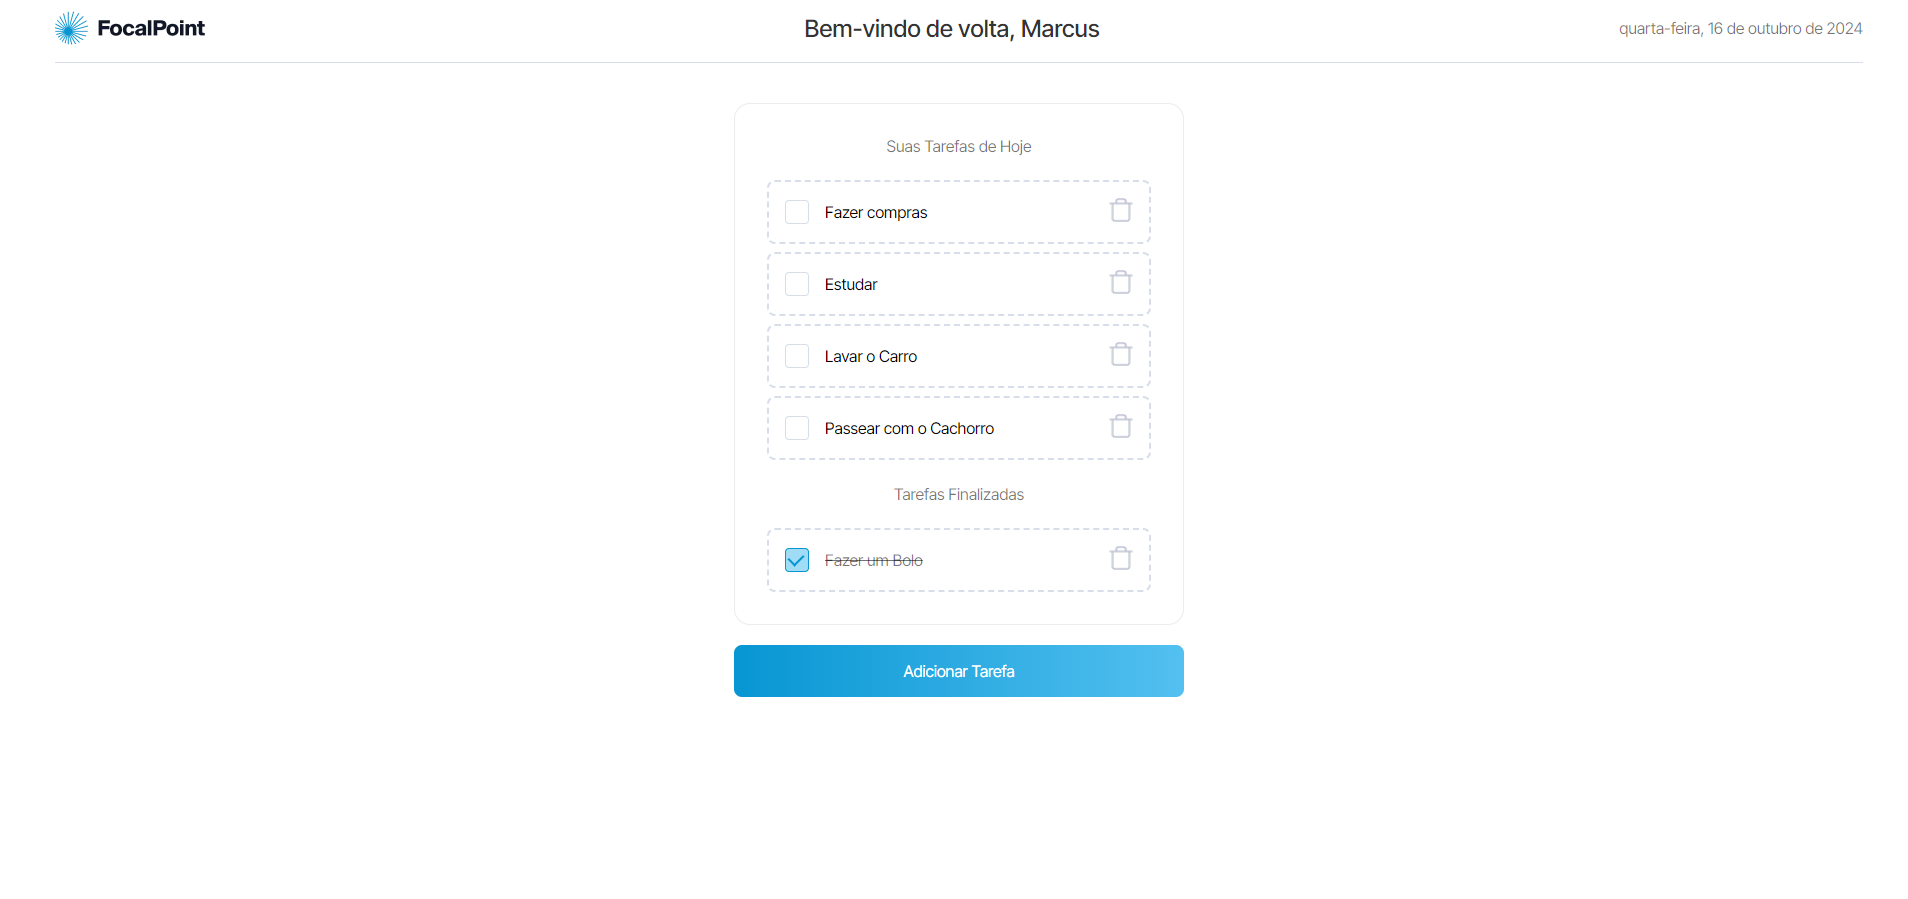 FocalPoint
Bem-vindo de volta, Marcus
quarta-feira, 16 de outubro de 2024
Suas Tarefas de Hoje
Fazer compras
Estudar
Lavar o Carro
Passear com o Cachorro
Tarefas Finalizadas
Fazer um Bolo
Adicionar Tarefa